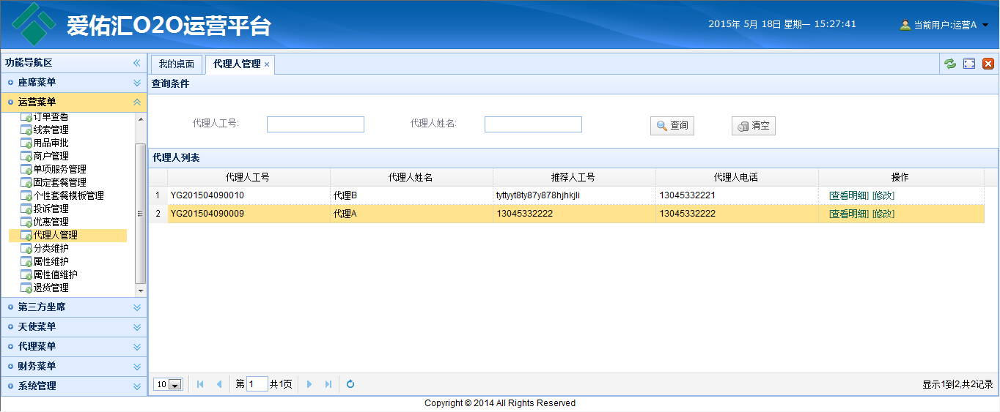 爱佑汇O2O运营平台
2015年 5月 18日 星期一 15:27:41
当前用户:运营A
功能导航区
座席菜单
运营菜单
订单查看
线索管理
用品审批
商户管理
单项服务管理
固定套餐管理
个性套餐模板管理
投诉管理
优惠管理
代理人管理
分类维护
属性维护
属性值维护
退货管理
第三方坐席
天使菜单
代理菜单
财务菜单
系统管理
我的桌面 代理人管理
查询条件
代理人工号: 代理人姓名: 查询 清空
代理人列表
代理人工号 代理人姓名 推荐人工号 代理人电话 操作
1 YG201504090010 代理B tyttyyt8ty87y878hjhkjli 13045332221 [查看明细] [修改]
2 YG201504090009 代理A 13045332222 13045332222 [查看明细] [修改]
10 第 1 共1页 显示1到2,共2记录
Copyright © 2014 All Rights Reserved